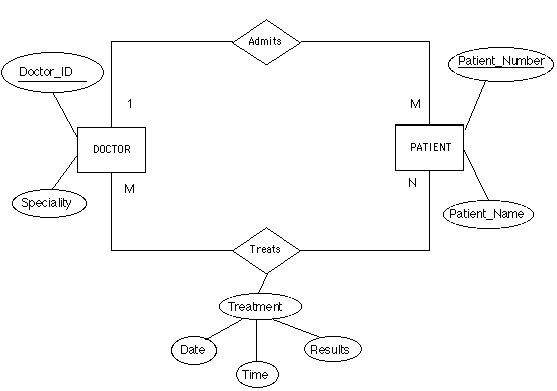 Admits
Doctor_ID
Patient_Number
1
M
DOCTOR
PATIENT
M
N
Speciality
Patient_Name
Treats
Treatment
Date
Results
Time